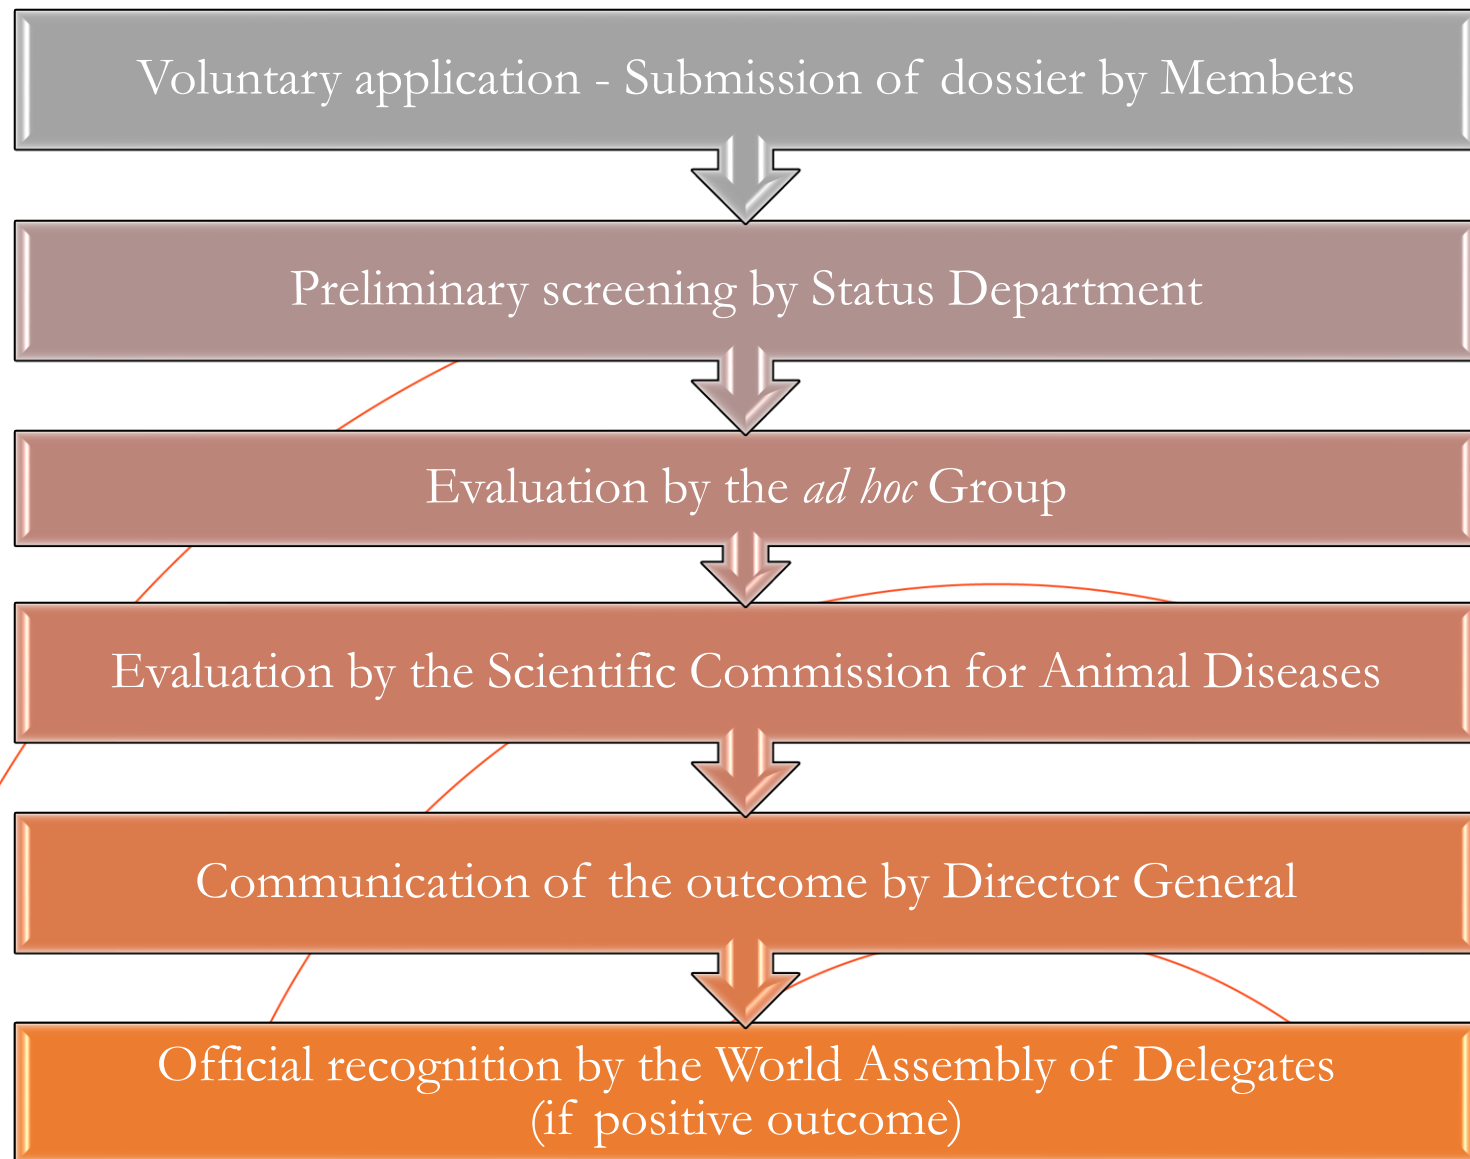 Voluntary application - Submission of dossier by Members
Preliminary screening by Status Department
Evaluation by the ad hoc Group
Evaluation by the Scientific Commission for Animal Diseases
Communication of the outcome by Director General
Official recognition by the World Assembly of Delegates
(if positive outcome)